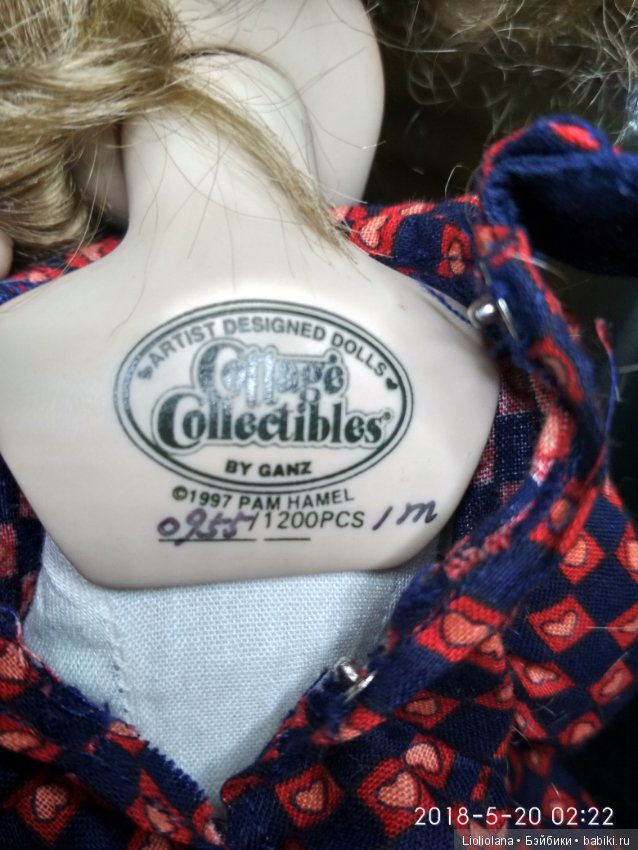 ARTIST DESIGNED DOLLS
Cottage
Collectibles®
BY GANZ
©1997 PAM HAMEL
0955/1200PCS 1m
2018-5-20 02:22
Lioliolana • Бэйбики • babiki.ru